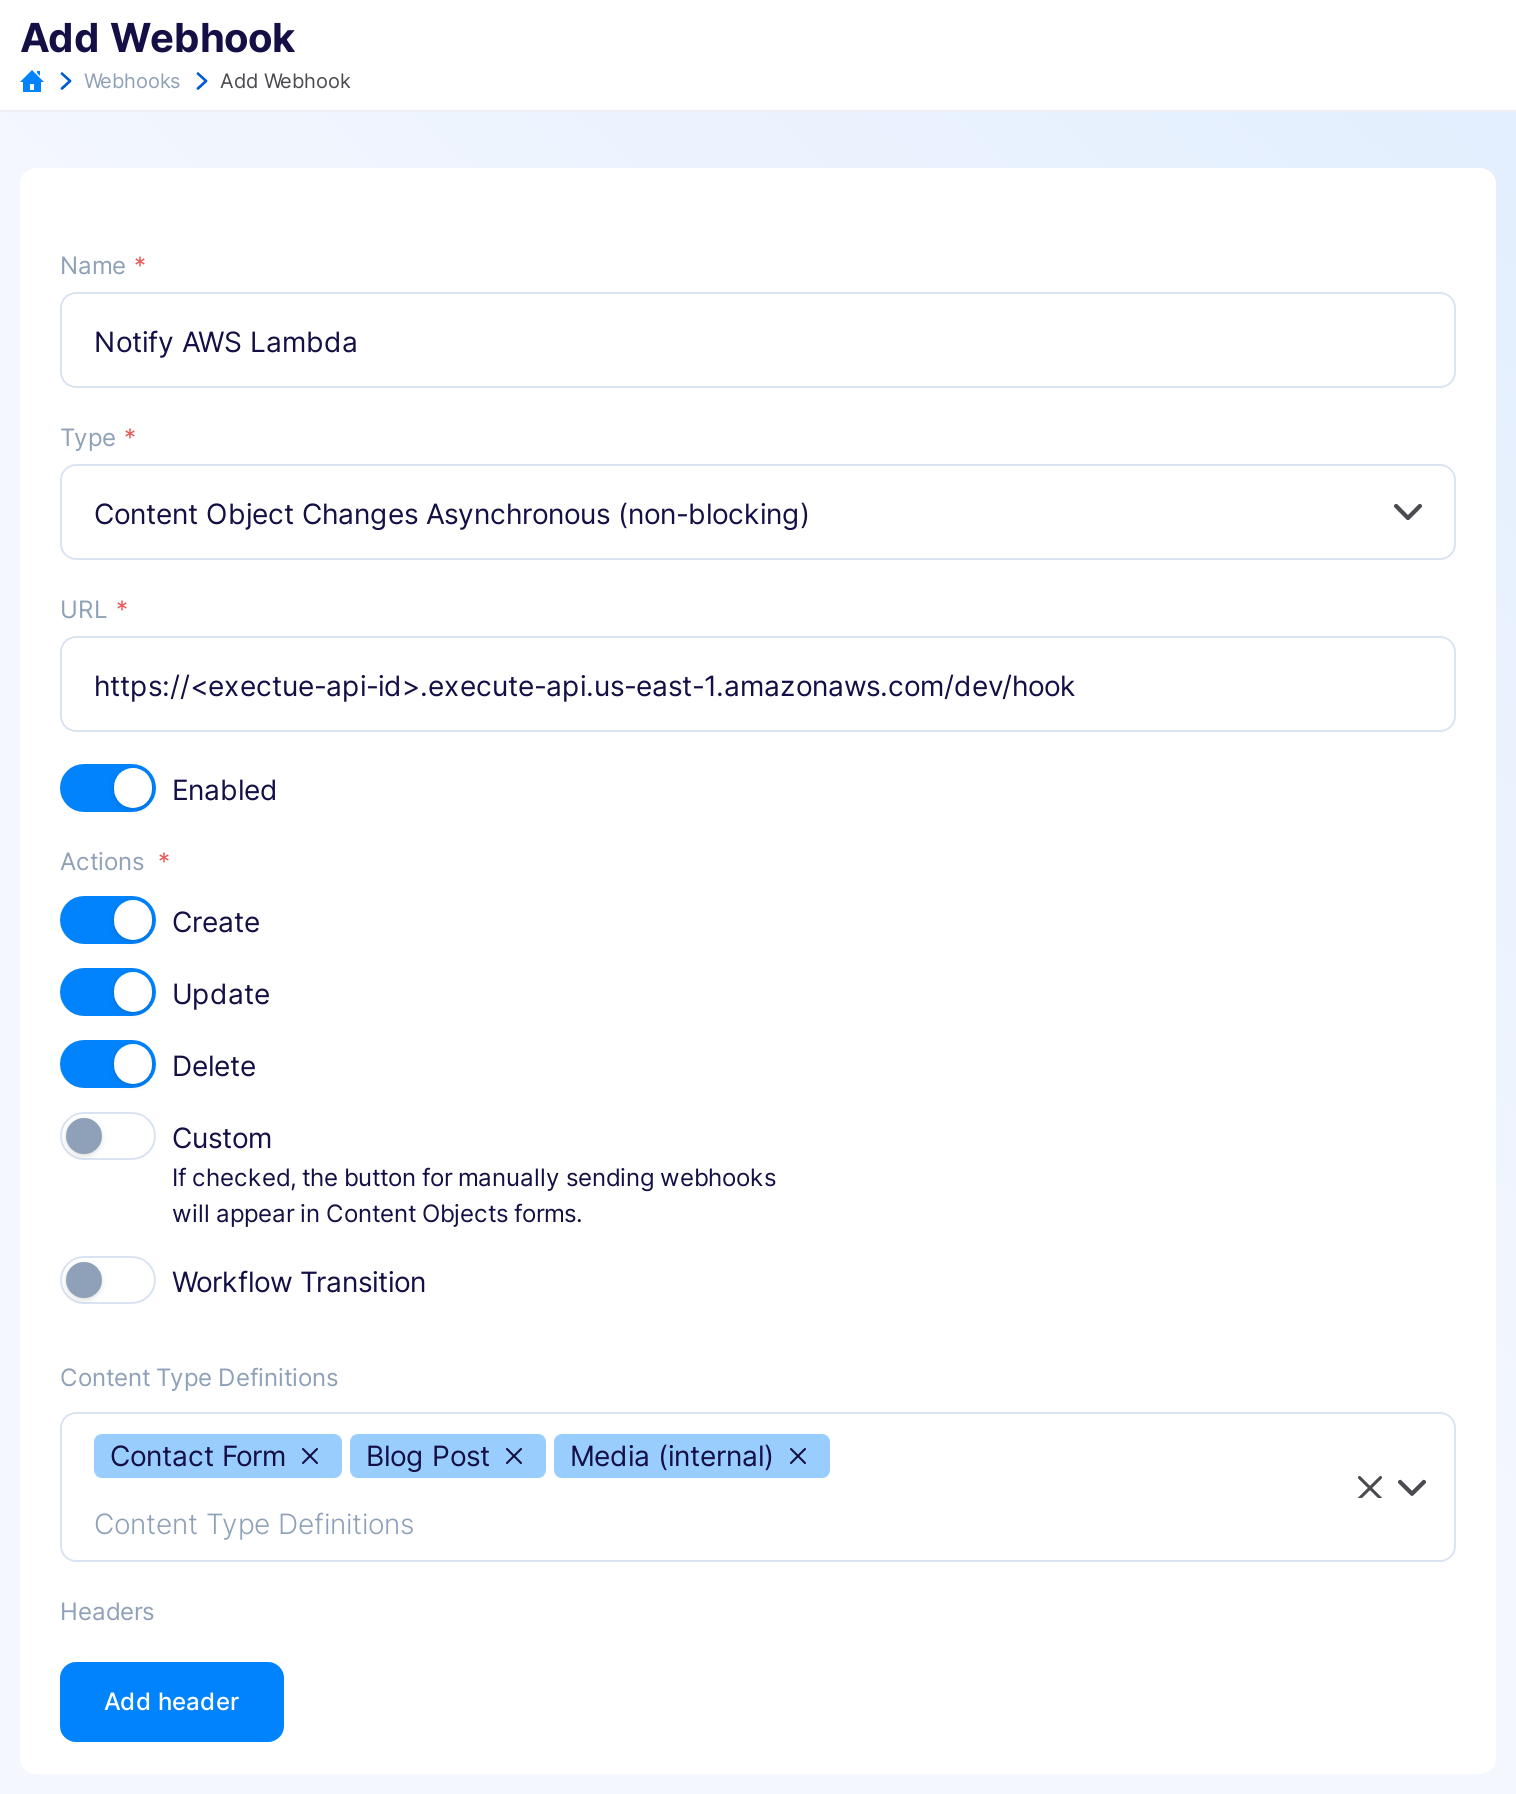 Add Webhook
Webhooks Add Webhook
Name *
Notify AWS Lambda
Type *
Content Object Changes Asynchronous (non-blocking)
URL *
https://<exectue-api-id>.execute-api.us-east-1.amazonaws.com/dev/hook
Enabled
Actions *
Create
Update
Delete
Custom
If checked, the button for manually sending webhooks
will appear in Content Objects forms.
Workflow Transition
Content Type Definitions
Contact Form Blog Post Media (internal)
Content Type Definitions
Headers
Add header